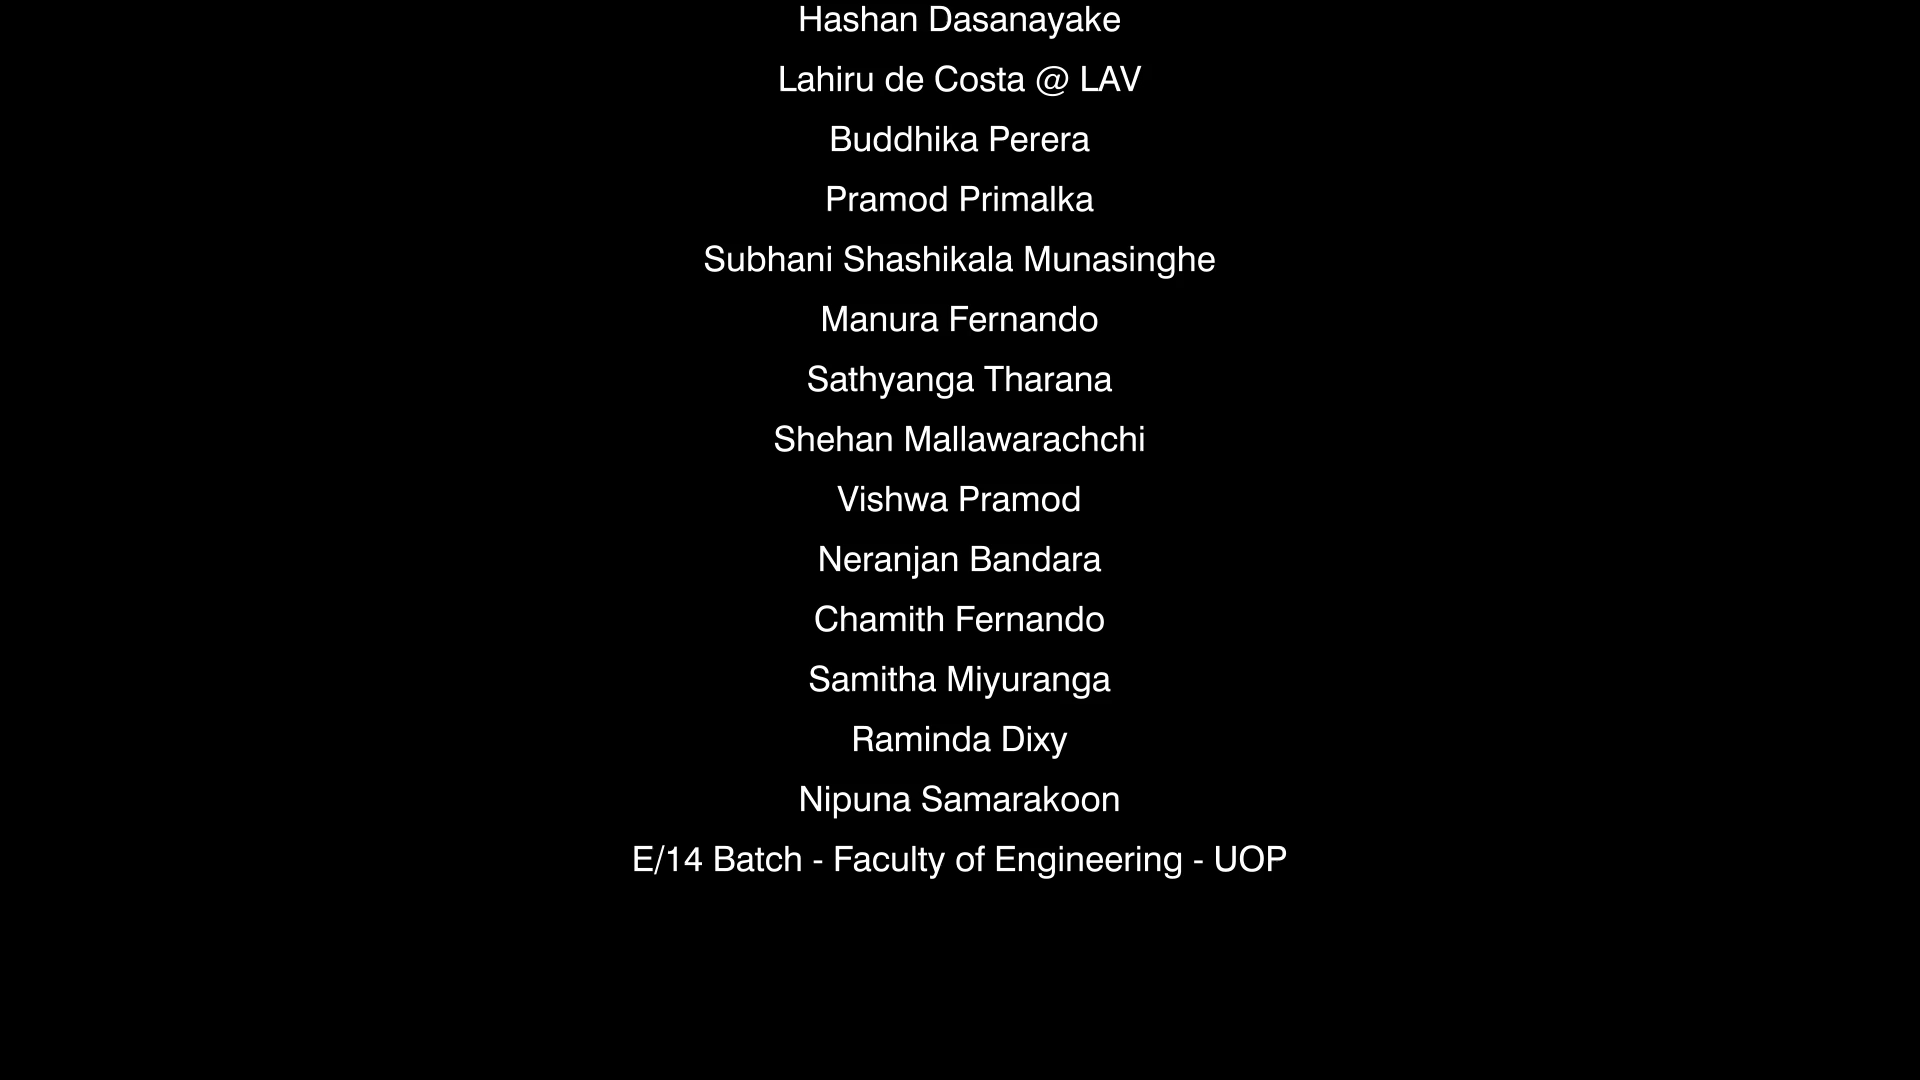 Hashan Dasanayake
Lahiru de Costa @ LAV
Buddhika Perera
Pramod Primalka
Subhani Shashikala Munasinghe
Manura Fernando
Sathyanga Tharana
Shehan Mallawarachchi
Vishwa Pramod
Neranjan Bandara
Chamith Fernando
Samitha Miyuranga
Raminda Dixy
Nipuna Samarakoon
E/14 Batch - Faculty of Engineering - UOP